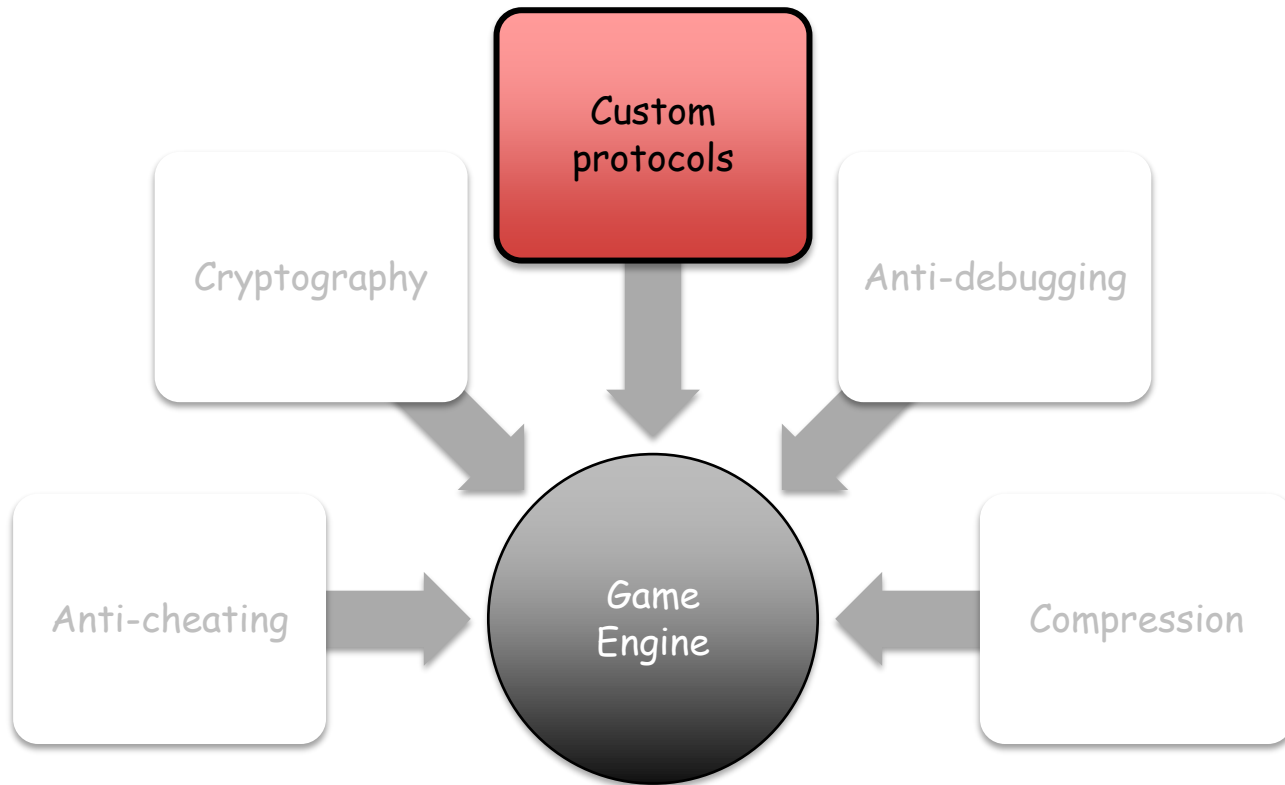 Custom
protocols
Cryptography
Anti-debugging
Anti-cheating
Game
Engine
Compression